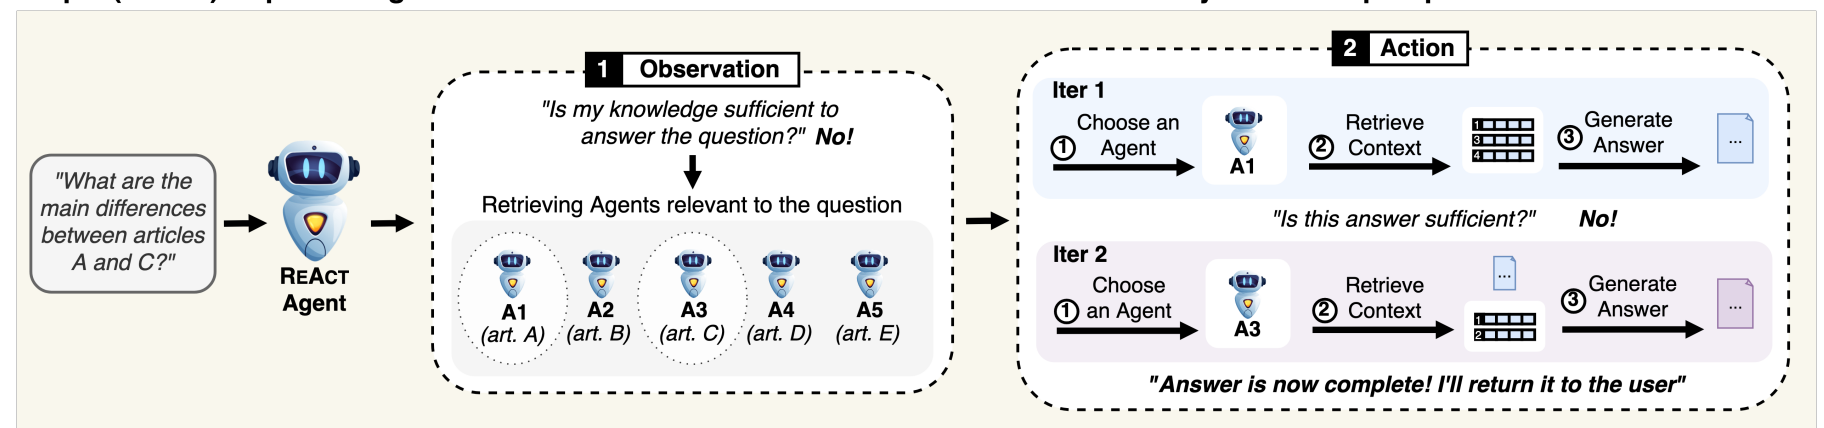 "What are the
main differences
between articles
A and C?"
REACT
Agent
1 Observation
"Is my knowledge sufficient to
answer the question?" No!
Retrieving Agents relevant to the question
A1 A2 A3 A4 A5
(art. A) (art. B) (art. C) (art. D) (art. E)
2 Action
Iter 1
1 Choose an
Agent
A1
2 Retrieve
Context
1
3
4
3 Generate
Answer
...
"Is this answer sufficient?" No!
Iter 2
1 Choose
an Agent
A3
2 Retrieve
Context
...
1
2
3 Generate
Answer
...
"Answer is now complete! I'll return it to the user"